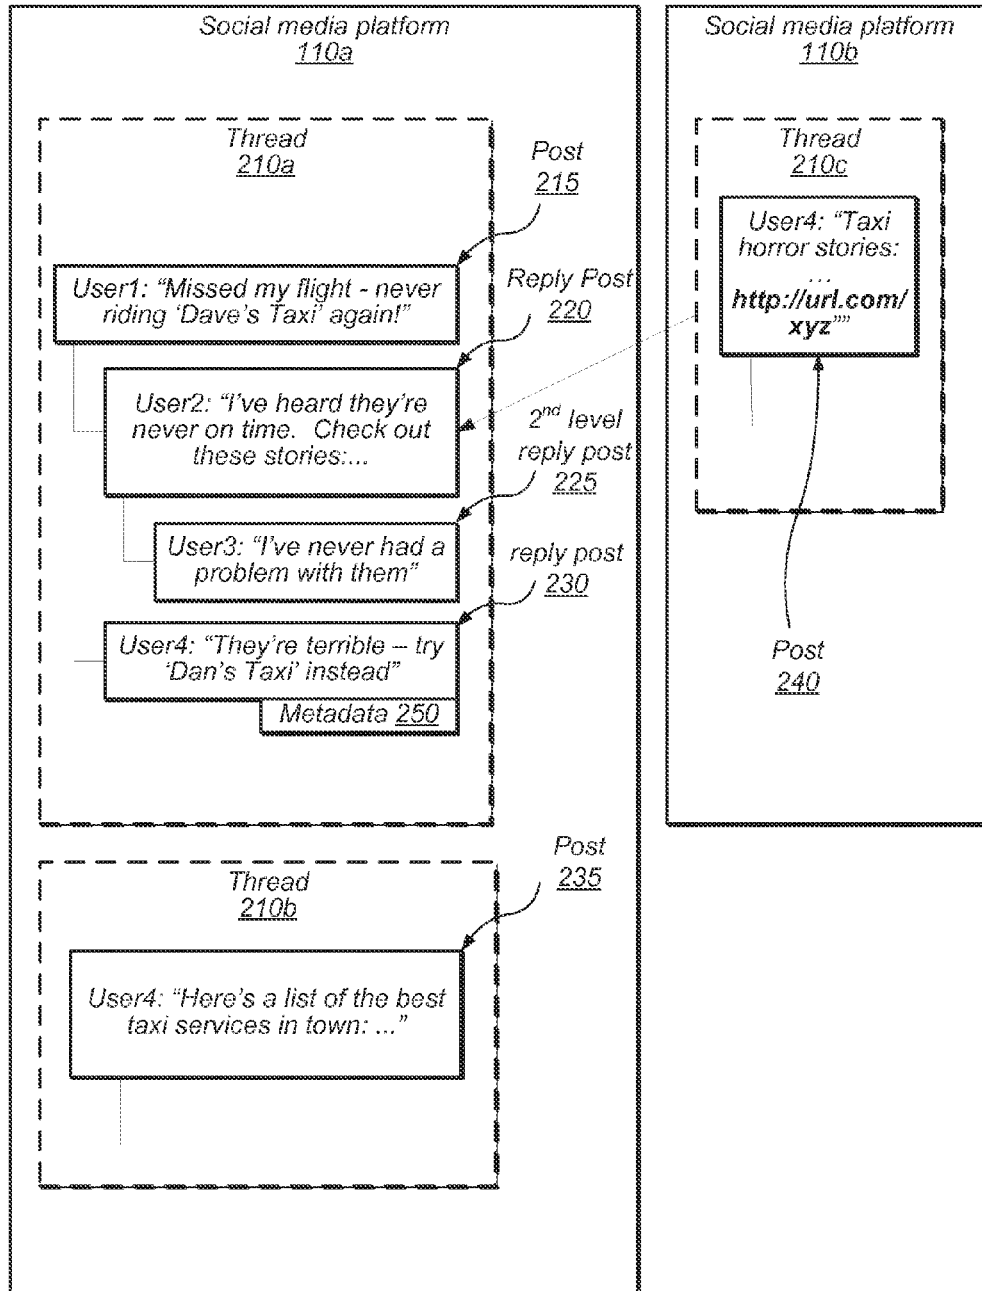 Social media platform
110a
Thread
210a
Post
215
User1: “Missed my flight - never
riding ‘Dave’s Taxi’ again!”
Reply Post
220
User2: “I’ve heard they’re
never on time. Check out
these stories:...
2nd level
reply post
225
User3: “I’ve never had a
problem with them”
reply post
230
User4: “They’re terrible – try
‘Dan’s Taxi’ instead”
Metadata 250
Thread
210b
Post
235
User4: “Here’s a list of the best
taxi services in town: ...”
Social media platform
110b
Thread
210c
User4: “Taxi
horror stories:
...
http://url.com/
xyz””
Post
240